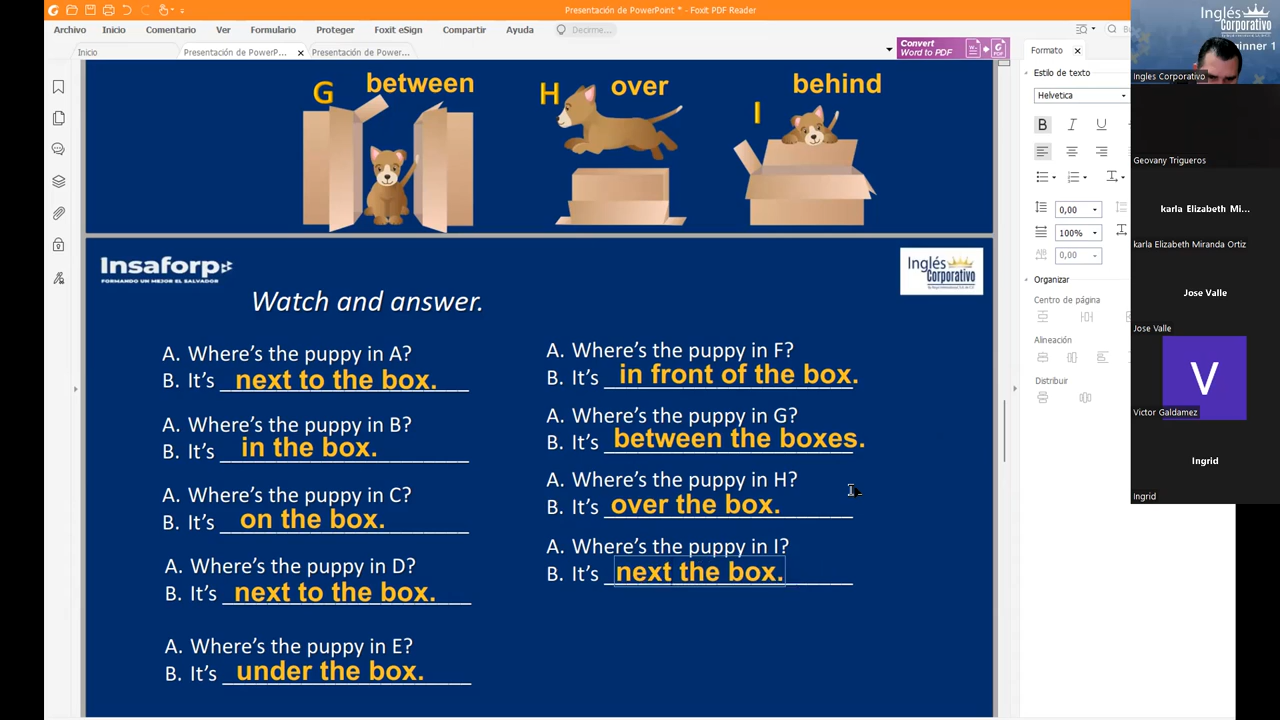 Presentación de PowerPoint * - Foxit PDF Reader
Archivo Inicio Comentario Ver Formulario Proteger Foxit eSign Compartir Ayuda Decirme...
Inicio Presentación de PowerP... Presentación de Power...
Convert
Word to PDF
G between
H over
I behind
Insaforp
FORMANDO UN MEJOR EL SALVADOR
Inglés
Corporativo
Watch and answer.
A. Where's the puppy in A?
B. It's next to the box.
A. Where's the puppy in B?
B. It's in the box.
A. Where's the puppy in C?
B. It's on the box.
A. Where's the puppy in D?
B. It's next to the box.
A. Where's the puppy in E?
B. It's under the box.
A. Where's the puppy in F?
B. It's in front of the box.
A. Where's the puppy in G?
B. It's between the boxes.
A. Where's the puppy in H?
B. It's over the box.
A. Where's the puppy in I?
B. It's next the box.
Formato
Estilo de texto
Helvetica
B I U
0,00
100%
0,00
Organizar
Centro de página
Alineación
Distribuir
Inglés
Corporativo
inner 1
Ingles Corporativo
Geovany Trigueros
karla Elizabeth Mi...
karla Elizabeth Miranda Ortiz
Jose Valle
Jose Valle
V
Victor Galdamez
Ingrid
Ingrid